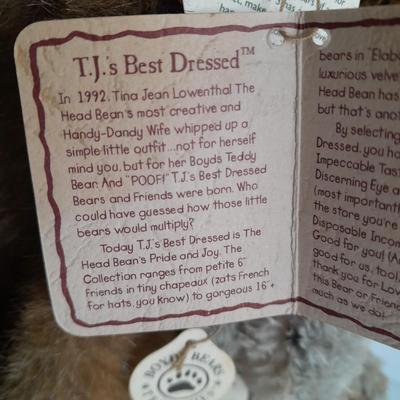 T.J.'s Best Dressed™
In 1992, Tina Jean Lowenthal The
Head Bean's most creative and
Handy-Dandy Wife whipped up a
simple little outfit...not for herself
mind you, but for her Boyds Teddy
Bear. And "POOF!" T.J.'s Best Dressed
Bears and Friends were born. Who
could have guessed how those little
bears would multiply?
Today T.J.'s Best Dressed is The
Head Bean's Pride and Joy. The
Collection ranges from petite 6"
Friends in tiny chapeaux (zats French
for hats, you know) to gorgeous 16"+
bears in "Elab
luxurious velve
Head Bean has
but that's anot
By selecting
Dressed, you ha
Impeccable Tast
Discerning Eye a
(most important
the store you're
Disposable Incom
Good for you! (A
good for us, too)
thank you for Lov
this Bear or Frien
much as we do!
BEARS